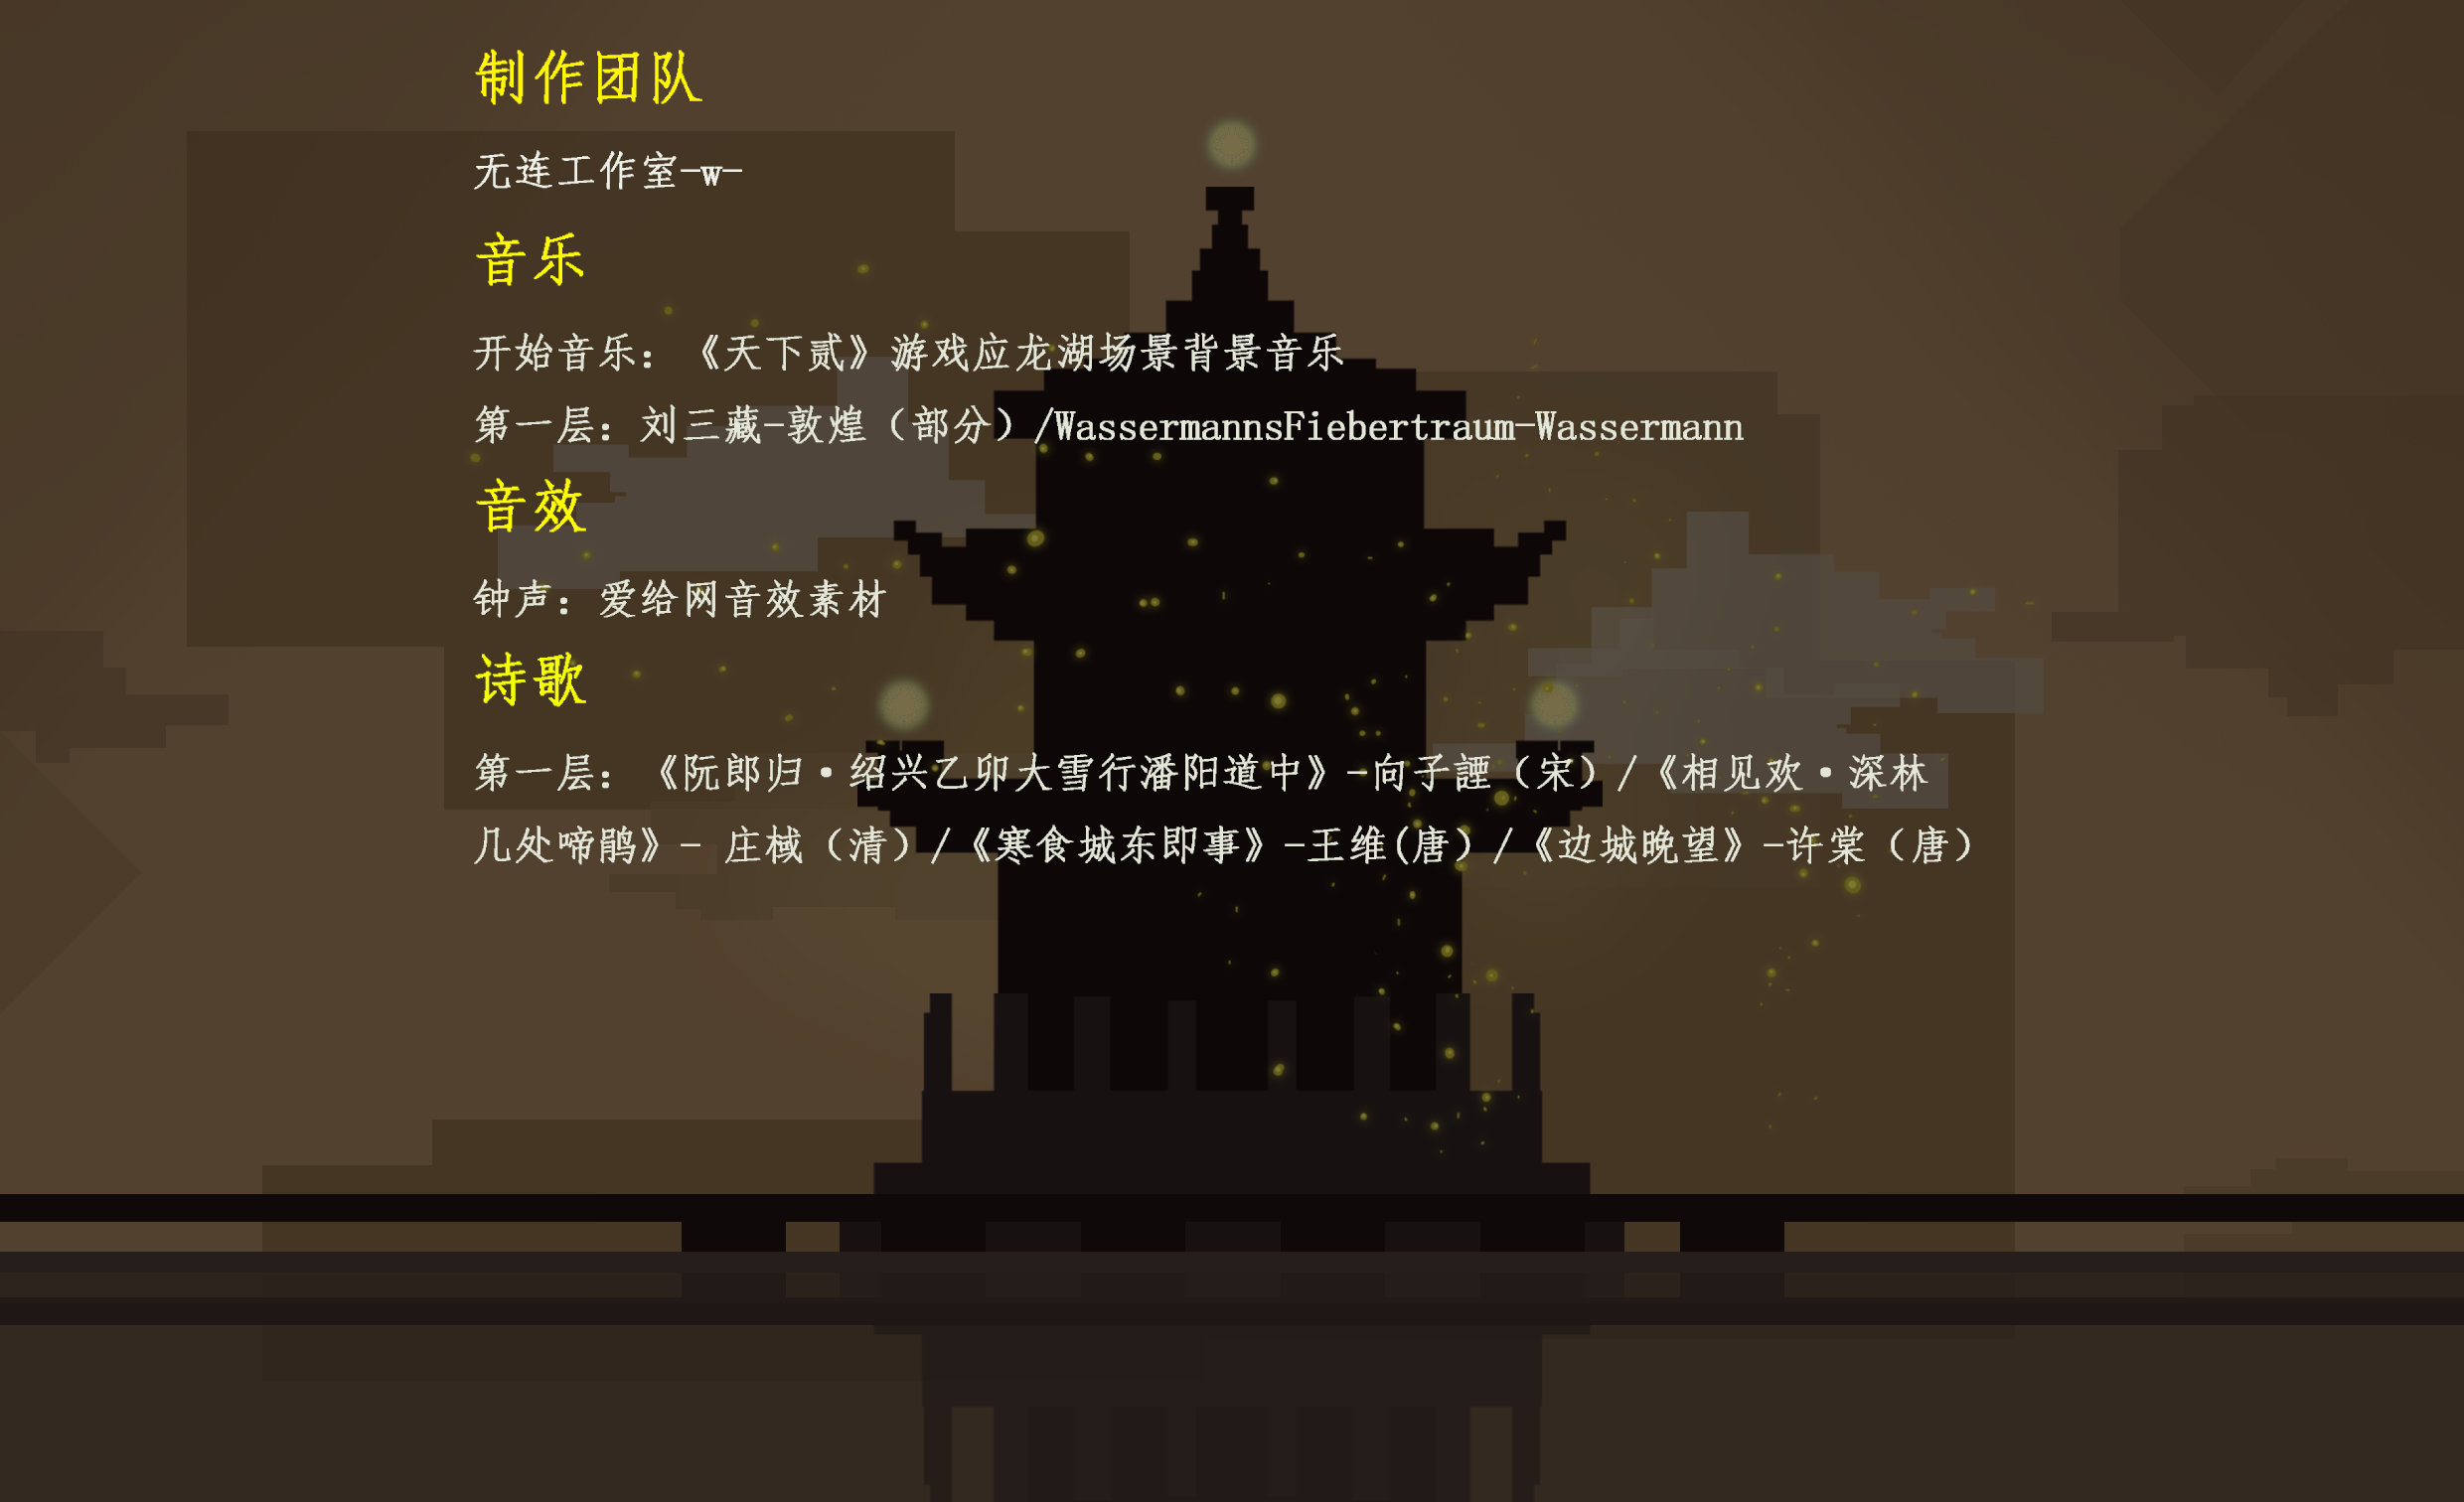 制作团队
无连工作室-w-
音乐
开始音乐：《天下贰》游戏应龙湖场景背景音乐
第一层：刘三藏-敦煌（部分）/WassermannsFiebertraum-Wassermann
音效
钟声：爱给网音效素材
诗歌
第一层：《阮郎归·绍兴乙卯大雪行潘阳道中》-向子諲（宋）/《相见欢·深林
几处啼鹃》- 庄棫（清）/《寒食城东即事》-王维(唐）/《边城晚望》-许棠（唐）